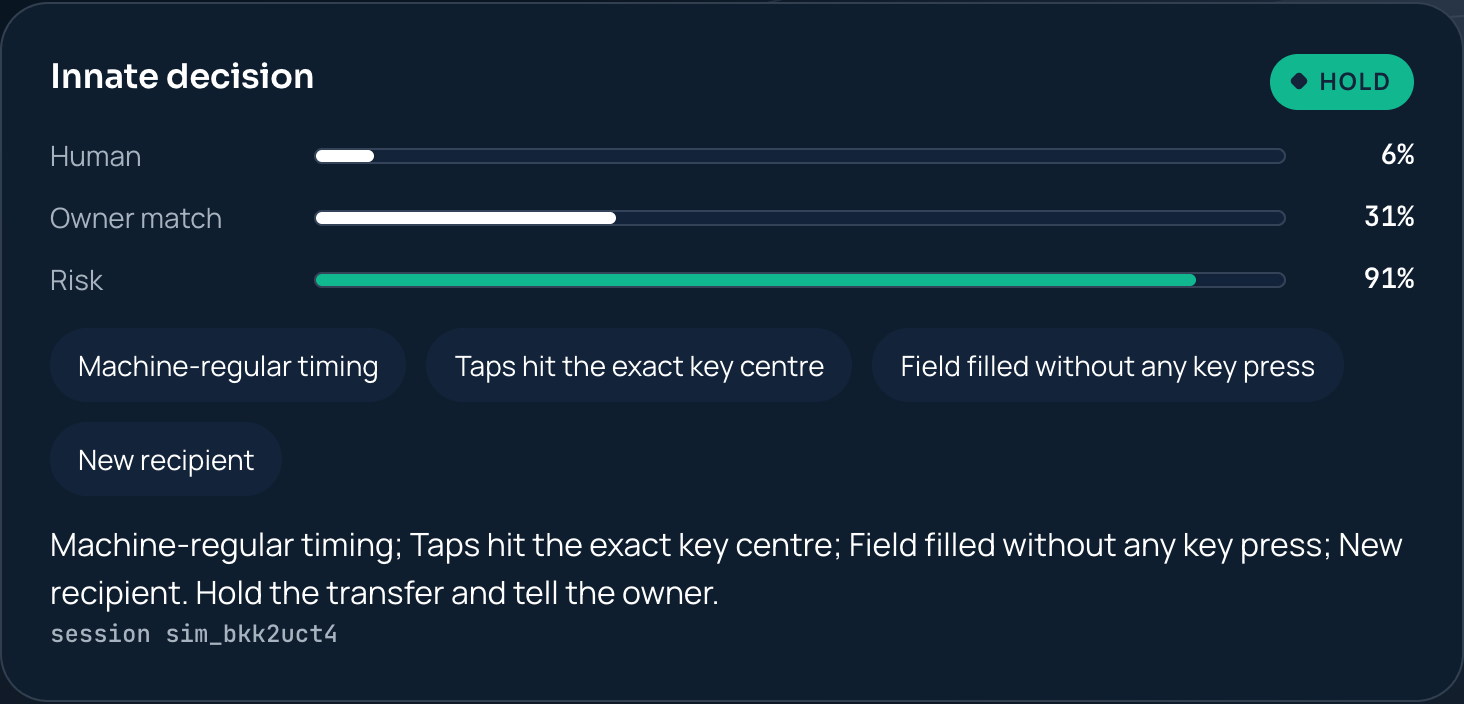 Innate decision
HOLD
Human 6%
Owner match 31%
Risk 91%
Machine-regular timing
Taps hit the exact key centre
Field filled without any key press
New recipient
Machine-regular timing; Taps hit the exact key centre; Field filled without any key press; New
recipient. Hold the transfer and tell the owner.
session sim_bkk2uct4